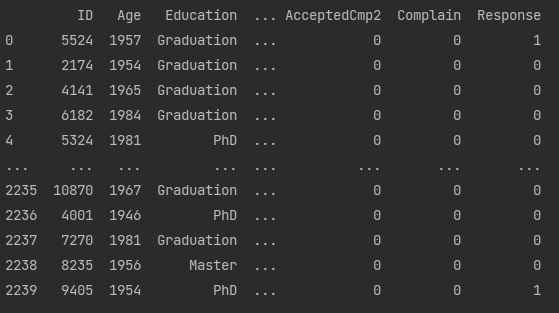 ID Age Education ... AcceptedCmp2 Complain Response
0 5524 1957 Graduation ... 0 0 1
1 2174 1954 Graduation ... 0 0 0
2 4141 1965 Graduation ... 0 0 0
3 6182 1984 Graduation ... 0 0 0
4 5324 1981 PhD ... 0 0 0
... ... ... ... ... ... ... ...
2235 10870 1967 Graduation ... 0 0 0
2236 4001 1946 PhD ... 0 0 0
2237 7270 1981 Graduation ... 0 0 0
2238 8235 1956 Master ... 0 0 0
2239 9405 1954 PhD ... 0 0 1